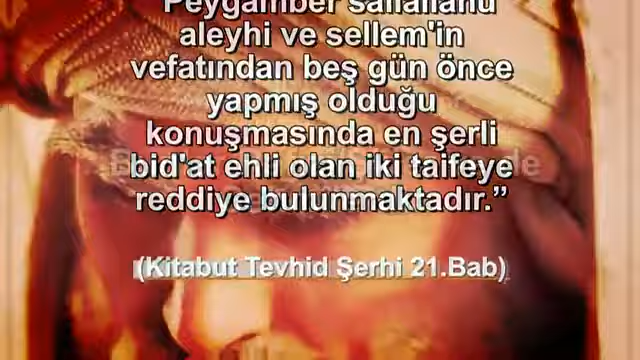 "Peygamber sallallahu
aleyhi ve sellem'in
vefatından beş gün önce
yapmış olduğu
konuşmasında en şerli
bid'at ehli olan iki taifeye
reddiye bulunmaktadır.”
(Kitabut Tevhid Şerhi 21.Bab)